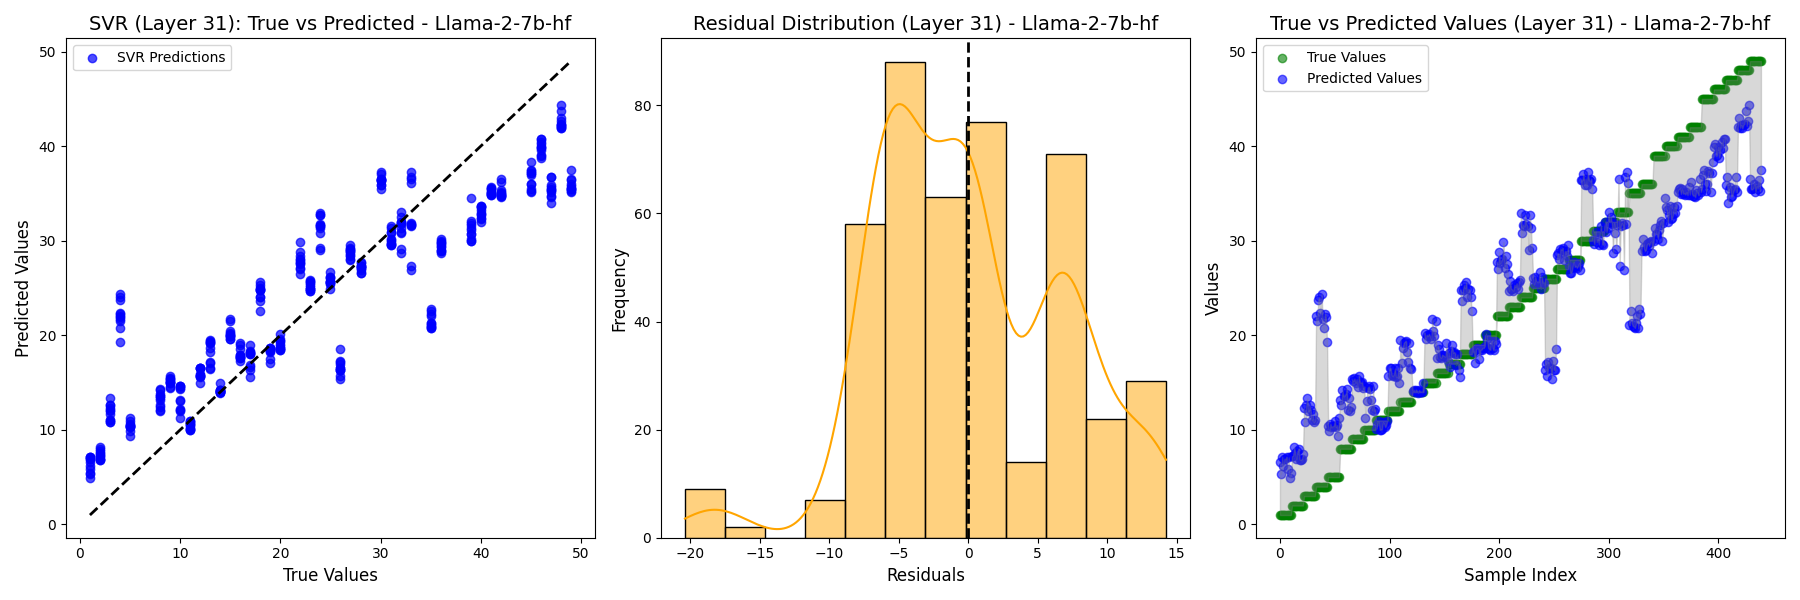 SVR (Layer 31): True vs Predicted - Llama-2-7b-hf
SVR Predictions
Predicted Values
50
40
30
20
10
0
0 10 20 30 40 50
True Values
Residual Distribution (Layer 31) - Llama-2-7b-hf
Frequency
80
60
40
20
0
−20 −15 −10 −5 0 5 10 15
Residuals
True vs Predicted Values (Layer 31) - Llama-2-7b-hf
True Values
Predicted Values
Values
50
40
30
20
10
0
0 100 200 300 400
Sample Index